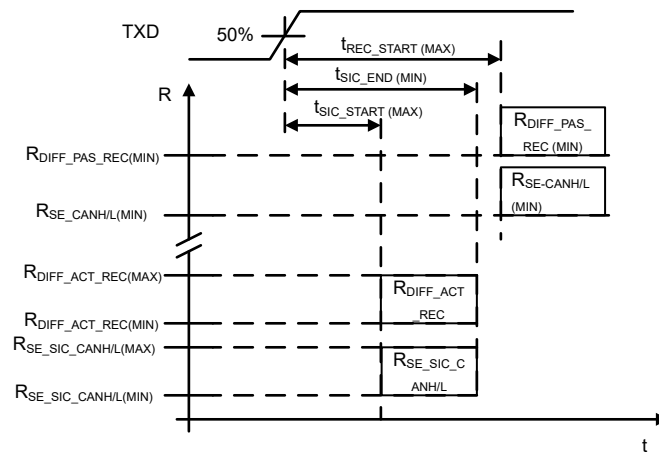 TXD
50%
tREC_START (MAX)
tSIC_END (MIN)
R
tSIC_START (MAX)
RDIFF_PAS_
REC (MIN)
RDIFF_PAS_REC(MIN)
RSE-CANH/L
(MIN)
RSE_CANH/L(MIN)
RDIFF_ACT_REC(MAX)
RDIFF_ACT
_REC
RDIFF_ACT_REC(MIN)
RSE_SIC_CANH/L(MAX)
RSE_SIC_C
ANH/L
RSE_SIC_CANH/L(MIN)
t